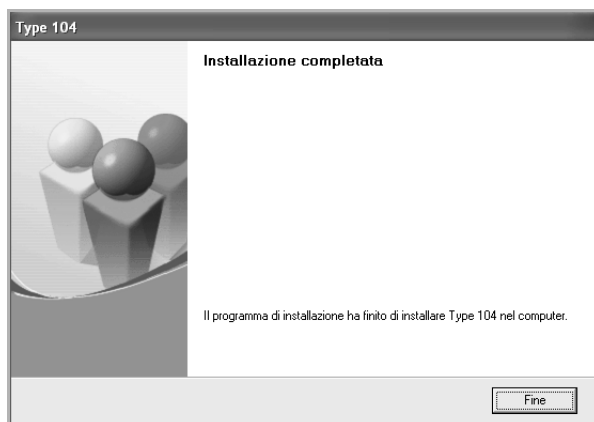 Type 104
Installazione completata
Il programma di installazione ha finito di installare Type 104 nel computer.
Fine